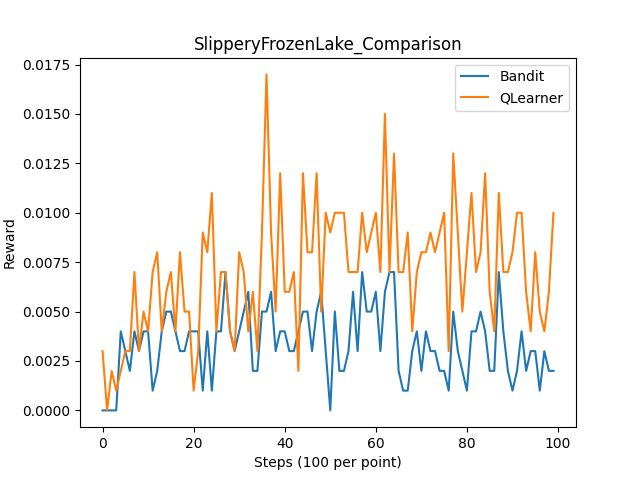 SlipperyFrozenLake_Comparison
Bandit
QLearner
0.0175
0.0150
0.0125
0.0100
0.0075
0.0050
0.0025
0.0000
Reward
0 20 40 60 80 100
Steps (100 per point)